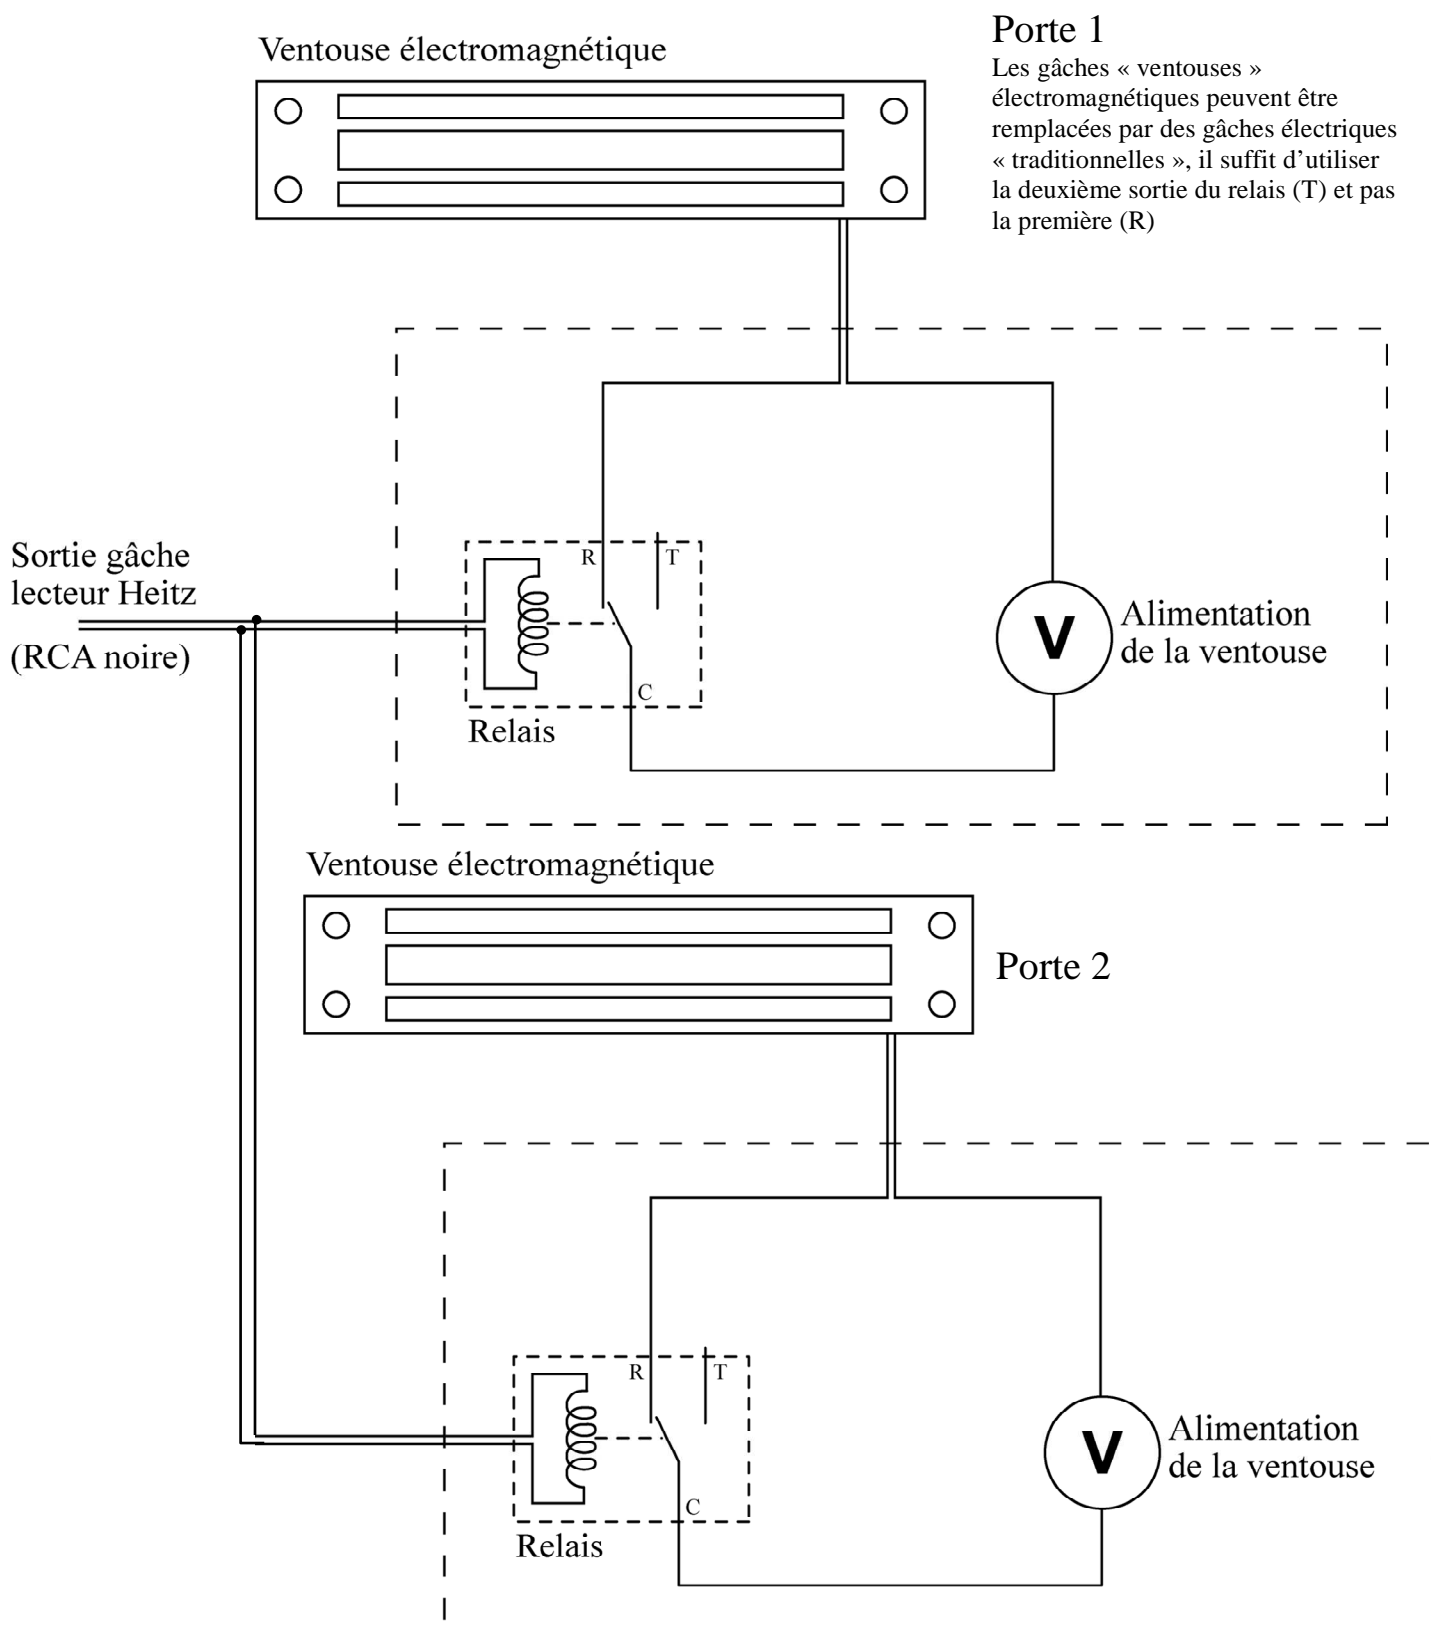 Ventouse électromagnétique
Porte 1
Les gâches « ventouses »
électromagnétiques peuvent être
remplacées par des gâches électriques
« traditionnelles », il suffit d’utiliser
la deuxième sortie du relais (T) et pas
la première (R)
Sortie gâche
lecteur Heitz
(RCA noire)
R
T
C
Relais
V
Alimentation
de la ventouse
Ventouse électromagnétique
Porte 2
R
T
C
Relais
V
Alimentation
de la ventouse